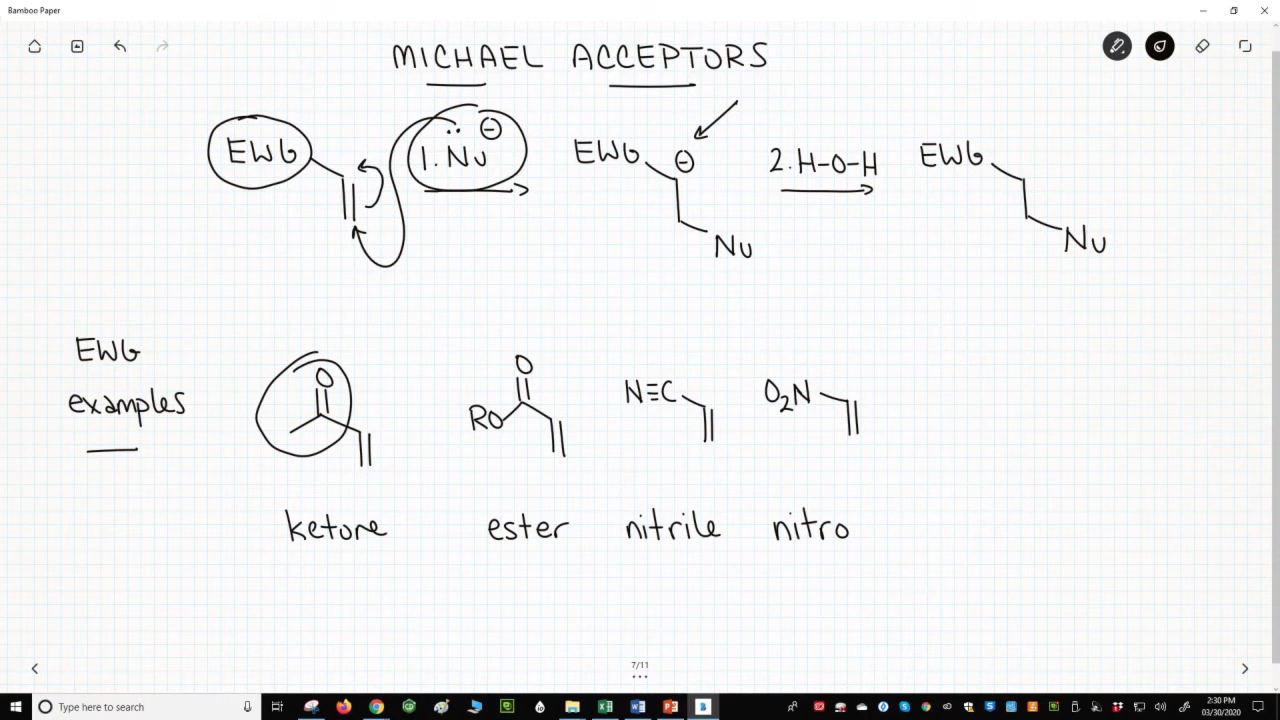 Bamboo Paper
MICHAEL ACCEPTORS
EWG 1. Nu ⊖ EWG ⊖ 2. H-O-H EWG
Nu Nu
EWG
examples
O O N≡C O2N
RO
ketone ester nitrile nitro
7/11
Type here to search
2:30 PM
03/30/2020